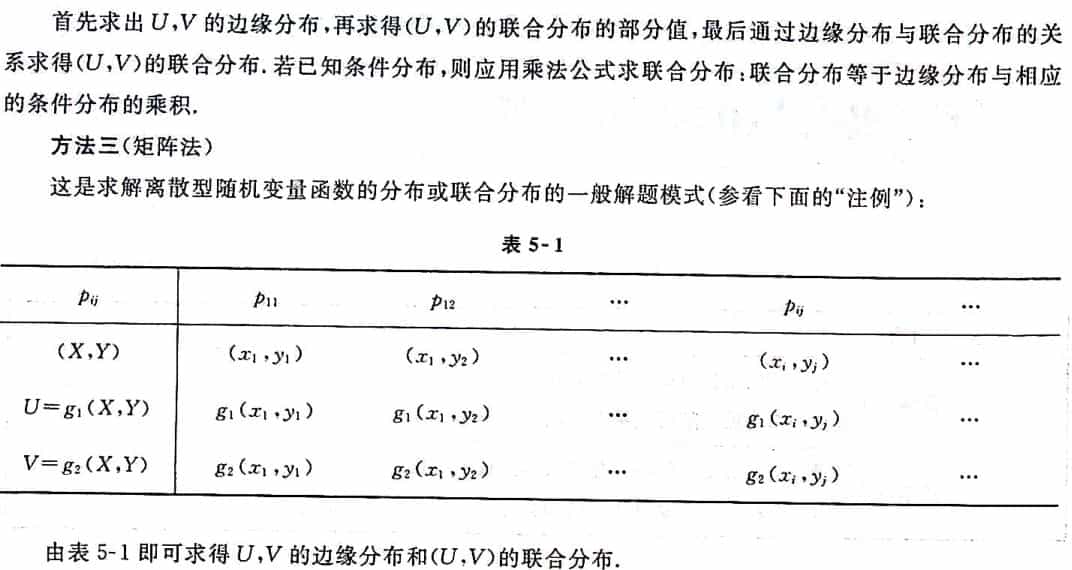 首先求出U,V的边缘分布,再求得(U,V)的联合分布的部分值,最后通过边缘分布与联合分布的关
系求得(U,V)的联合分布.若已知条件分布,则应用乘法公式求联合分布:联合分布等于边缘分布与相应
的条件分布的乘积.
方法三(矩阵法)
这是求解离散型随机变量函数的分布或联合分布的一般解题模式(参看下面的“注例”):
表 5-1
p_{ij} p_{11} p_{12} … p_{ij} …
(X,Y) (x_1,y_1) (x_1,y_2) … (x_i,y_j) …
U=g_1(X,Y) g_1(x_1,y_1) g_1(x_1,y_2) … g_1(x_i,y_j) …
V=g_2(X,Y) g_2(x_1,y_1) g_2(x_1,y_2) … g_2(x_i,y_j) …
由表 5-1 即可求得U,V的边缘分布和(U,V)的联合分布.